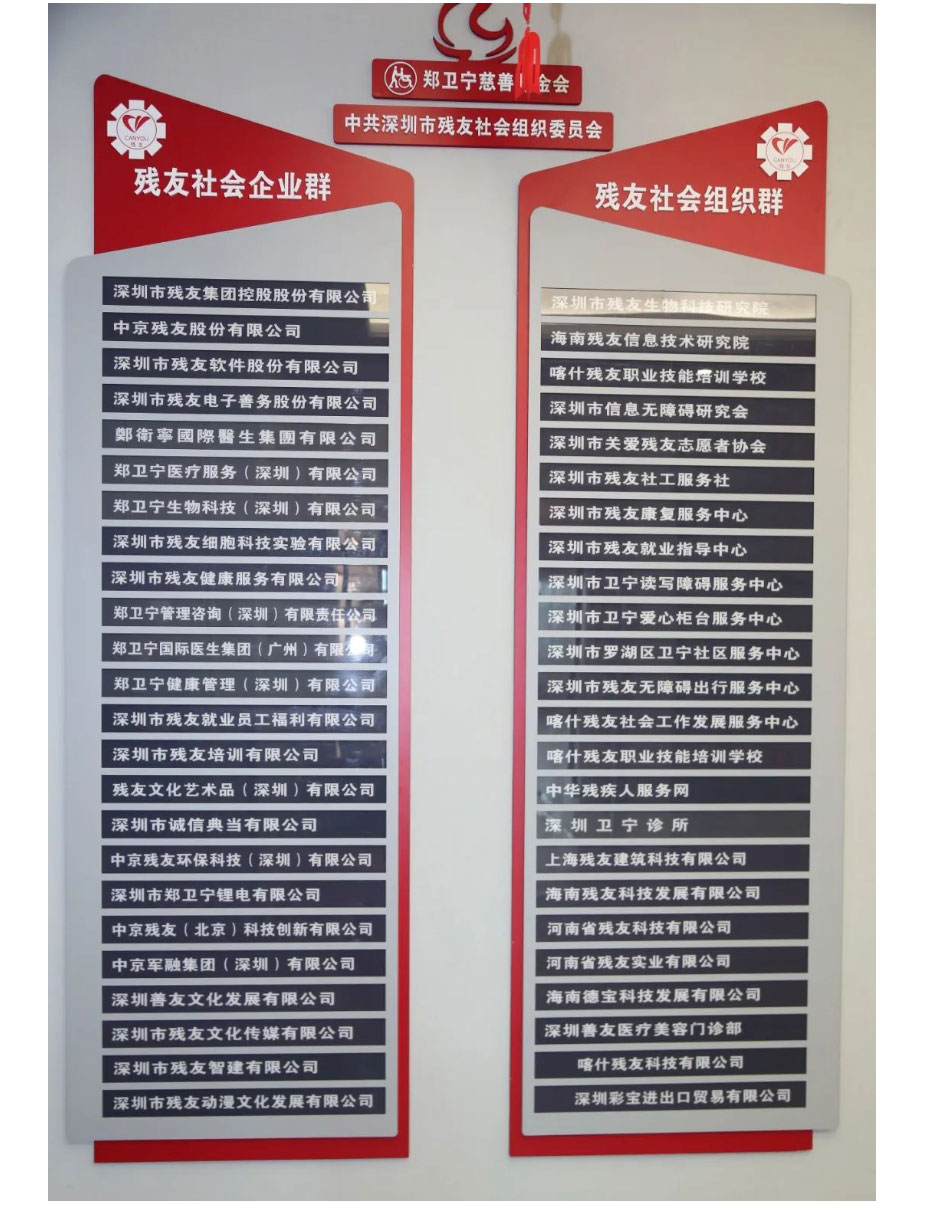 郑卫宁慈善金会
中共深圳市残友社会组织委员会
CANYOU
残友
残友社会企业群
深圳市残友集团控股股份有限公司
中京残友股份有限公司
深圳市残友软件股份有限公司
深圳市残友电子善务股份有限公司
鄭衛寧國際醫生集團有限公司
郑卫宁医疗服务（深圳）有限公司
郑卫宁生物科技（深圳）有限公司
深圳市残友细胞科技实验有限公司
深圳市残友健康服务有限公司
郑卫宁管理咨询（深圳）有限责任公司
郑卫宁国际医生集团（广州）有限公司
郑卫宁健康管理（深圳）有限公司
深圳市残友就业员工福利有限公司
深圳市残友培训有限公司
残友文化艺术品（深圳）有限公司
深圳市诚信典当有限公司
中京残友环保科技（深圳）有限公司
深圳市郑卫宁锂电有限公司
中京残友（北京）科技创新有限公司
中京军融集团（深圳）有限公司
深圳善友文化发展有限公司
深圳市残友文化传媒有限公司
深圳市残友智建有限公司
深圳市残友动漫文化发展有限公司
CANYOU
残友
残友社会组织群
深圳市残友生物科技研究院
海南残友信息技术研究院
喀什残友职业技能培训学校
深圳市信息无障碍研究会
深圳市关爱残友志愿者协会
深圳市残友社工服务社
深圳市残友康复服务中心
深圳市残友就业指导中心
深圳市卫宁读写障碍服务中心
深圳市卫宁爱心柜台服务中心
深圳市罗湖区卫宁社区服务中心
深圳市残友无障碍出行服务中心
喀什残友社会工作发展服务中心
喀什残友职业技能培训学校
中华残疾人服务网
深圳卫宁诊所
上海残友建筑科技有限公司
海南残友科技发展有限公司
河南省残友科技有限公司
河南省残友实业有限公司
海南德宝科技发展有限公司
深圳善友医疗美容门诊部
喀什残友科技有限公司
深圳彩宝进出口贸易有限公司